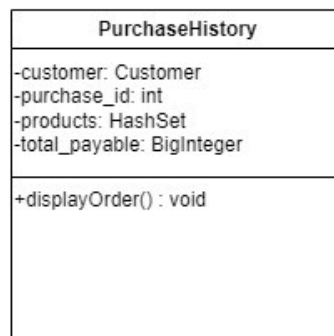 PurchaseHistory
-customer: Customer
-purchase_id: int
-products: HashSet
-total_payable: BigInteger
+displayOrder() : void